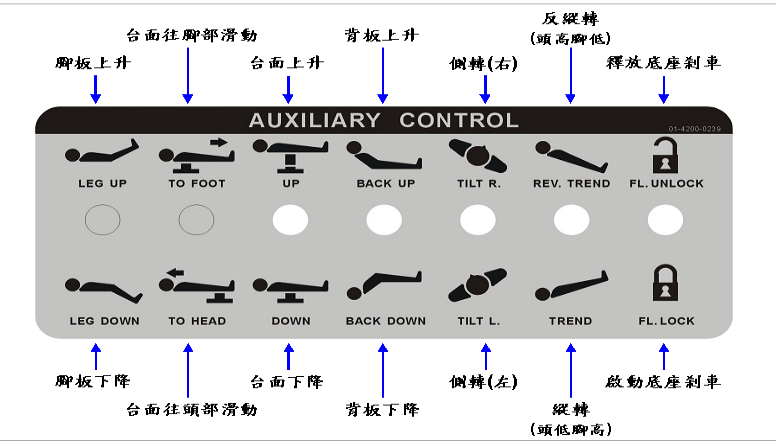 反縱轉
(頭高腳低)
台面往腳部滑動
背板上升
腳板上升
台面上升
側轉(右)
釋放底座剎車
AUXILIARY CONTROL
01-4200-0239
LEG UP
TO FOOT
UP
BACK UP
TILT R.
REV. TREND
FL. UNLOCK
LEG DOWN
TO HEAD
DOWN
BACK DOWN
TILT L.
TREND
FL. LOCK
腳板下降
台面下降
側轉(左)
啟動底座剎車
台面往頭部滑動
背板下降
縱轉
(頭低腳高)